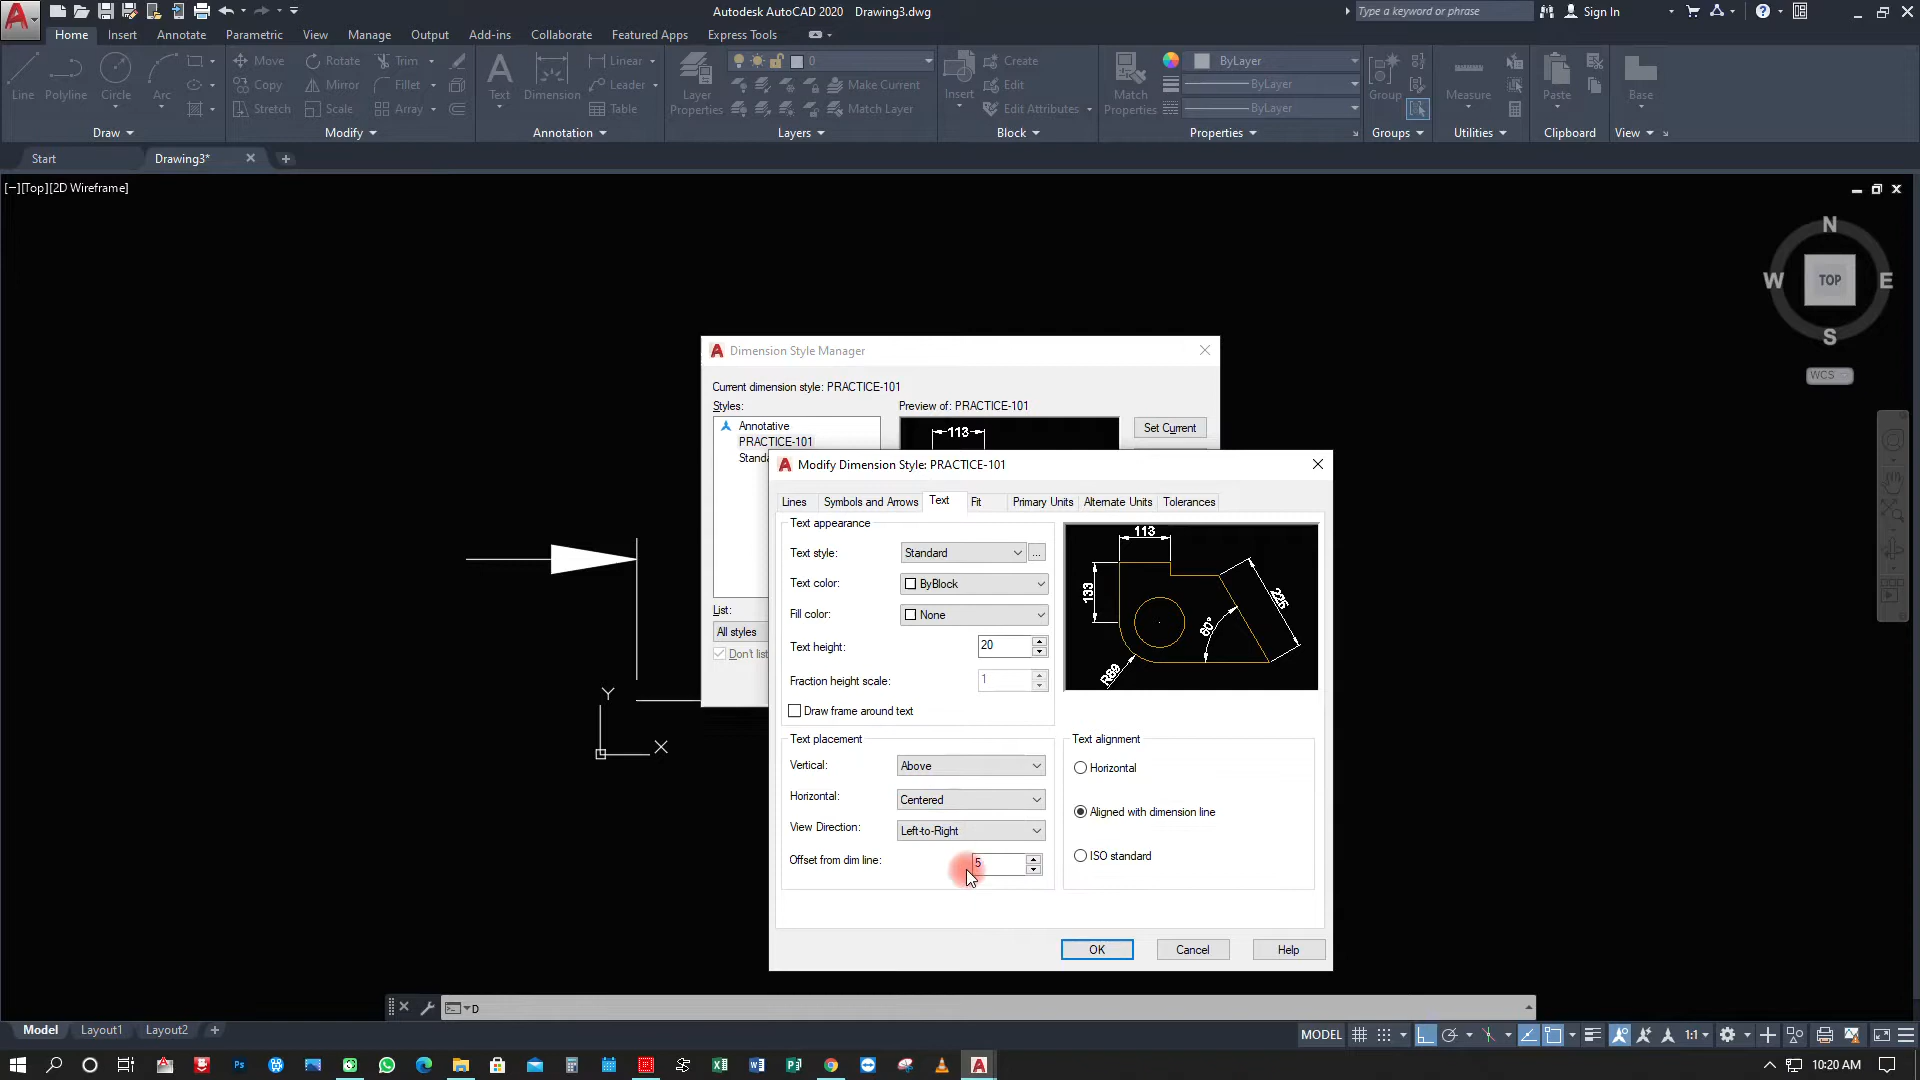 Autodesk AutoCAD 2020 Drawing3.dwg
Type a keyword or phrase
Sign In
Home Insert Annotate Parametric View Manage Output Add-ins Collaborate Featured Apps Express Tools
Line Polyline Circle Arc
Move Rotate Trim
Copy Mirror Fillet
Stretch Scale Array
Text Dimension
Linear
Leader
Table
Layer
Properties
0
Make Current
Match Layer
Insert
Create
Edit
Edit Attributes
Match
Properties
ByLayer
ByLayer
ByLayer
Group Measure Paste Base
Draw Modify Annotation Layers Block Properties Groups Utilities Clipboard View
Start Drawing3*
[−][Top][2D Wireframe]
N
W TOP E
S
WCS
Dimension Style Manager
Current dimension style: PRACTICE-101
Styles: Preview of: PRACTICE-101
Annotative
PRACTICE-101
Standa
113
Set Current
List:
All styles
Don't list
Modify Dimension Style: PRACTICE-101
Lines Symbols and Arrows Text Fit Primary Units Alternate Units Tolerances
Text appearance
Text style: Standard ...
Text color: ByBlock
Fill color: None
Text height: 20
Fraction height scale: 1
Draw frame around text
113
133
225
60°
R89
Text placement
Vertical: Above
Horizontal: Centered
View Direction: Left-to-Right
Offset from dim line: 5
Text alignment
Horizontal
Aligned with dimension line
ISO standard
OK Cancel Help
Y
X
D
Model Layout1 Layout2
MODEL 1:1
10:20 AM